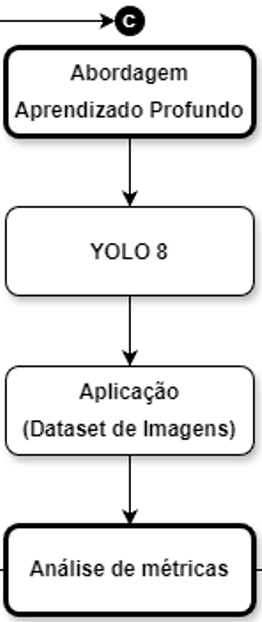 C
Abordagem
Aprendizado Profundo
YOLO 8
Aplicação
(Dataset de Imagens)
Análise de métricas